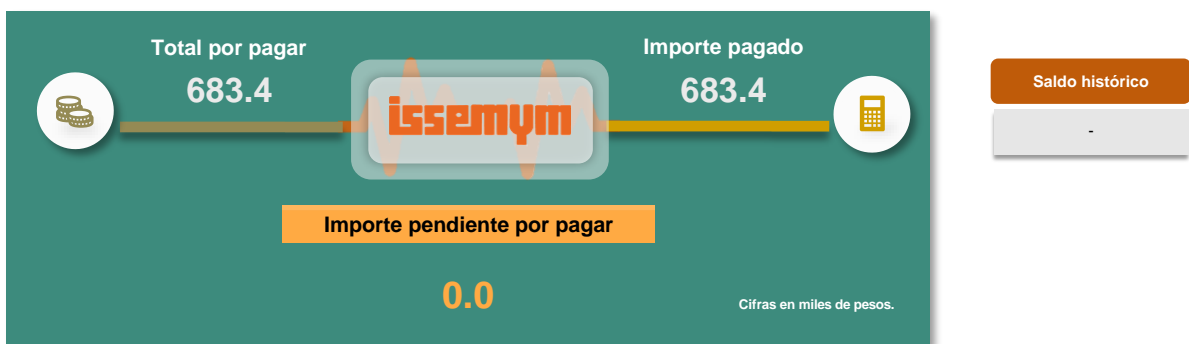 Total por pagar
683.4
issemym
Importe pagado
683.4
Importe pendiente por pagar
0.0
Cifras en miles de pesos.
Saldo histórico
-